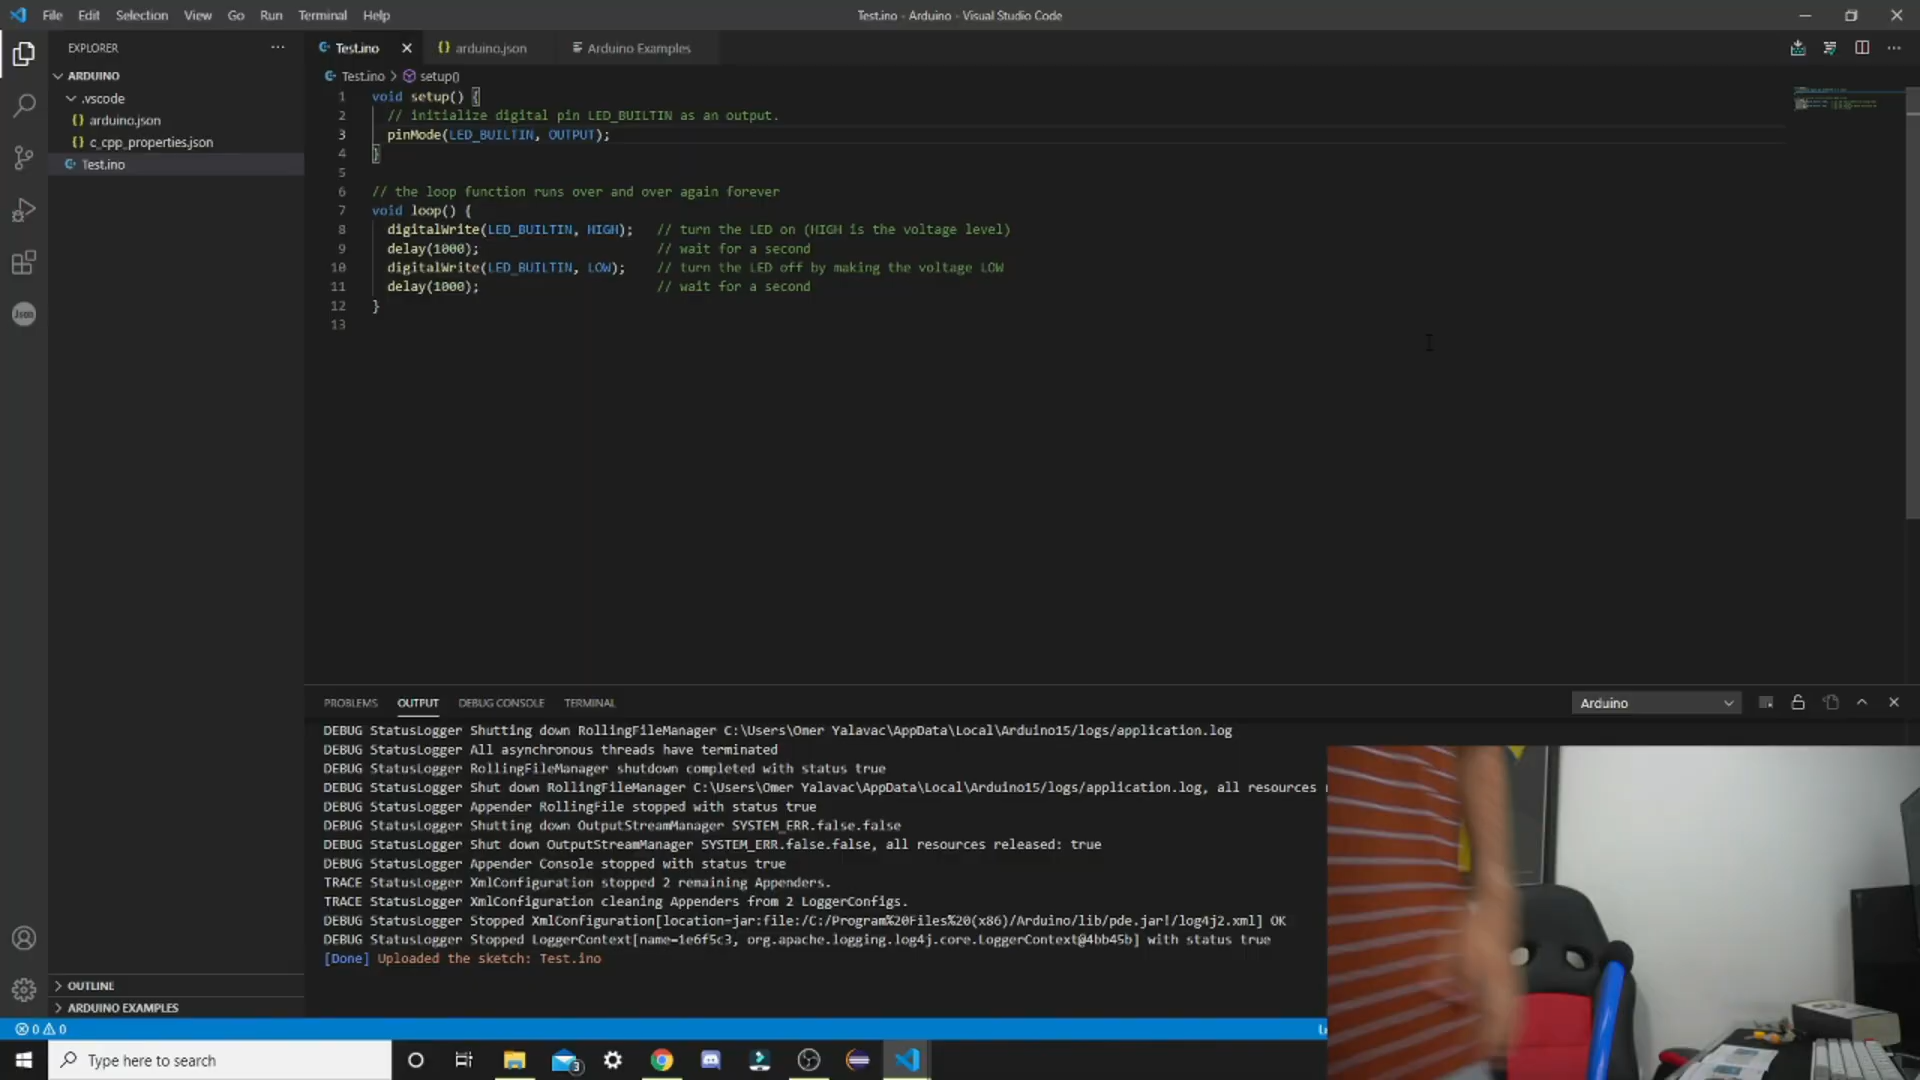 File Edit Selection View Go Run Terminal Help
Test.ino - Arduino - Visual Studio Code
EXPLORER
ARDUINO
.vscode
arduino.json
c_cpp_properties.json
Test.ino
OUTLINE
ARDUINO EXAMPLES
Json
Test.ino
arduino.json
Arduino Examples
Test.ino > setup()
1 void setup() {
2 // initialize digital pin LED_BUILTIN as an output.
3 pinMode(LED_BUILTIN, OUTPUT);
4 }
5
6 // the loop function runs over and over again forever
7 void loop() {
8 digitalWrite(LED_BUILTIN, HIGH); // turn the LED on (HIGH is the voltage level)
9 delay(1000); // wait for a second
10 digitalWrite(LED_BUILTIN, LOW); // turn the LED off by making the voltage LOW
11 delay(1000); // wait for a second
12 }
13
PROBLEMS OUTPUT DEBUG CONSOLE TERMINAL
Arduino
DEBUG StatusLogger Shutting down RollingFileManager C:\Users\Omer Yalavac\AppData\Local\Arduino15/logs/application.log
DEBUG StatusLogger All asynchronous threads have terminated
DEBUG StatusLogger RollingFileManager shutdown completed with status true
DEBUG StatusLogger Shut down RollingFileManager C:\Users\Omer Yalavac\AppData\Local\Arduino15/logs/application.log, all resources
DEBUG StatusLogger Appender RollingFile stopped with status true
DEBUG StatusLogger Shutting down OutputStreamManager SYSTEM_ERR.false.false
DEBUG StatusLogger Shut down OutputStreamManager SYSTEM_ERR.false.false, all resources released: true
DEBUG StatusLogger Appender Console stopped with status true
TRACE StatusLogger XmlConfiguration stopped 2 remaining Appenders.
TRACE StatusLogger XmlConfiguration cleaning Appenders from 2 LoggerConfigs.
DEBUG StatusLogger Stopped XmlConfiguration[location=jar:file:/C:/Program%20Files%20(x86)/Arduino/lib/pde.jar!/log4j2.xml] OK
DEBUG StatusLogger Stopped LoggerContext[name=1e6f5c3, org.apache.logging.log4j.core.LoggerContext@4bb45b] with status true
[Done] Uploaded the sketch: Test.ino
0 0
Type here to search
3